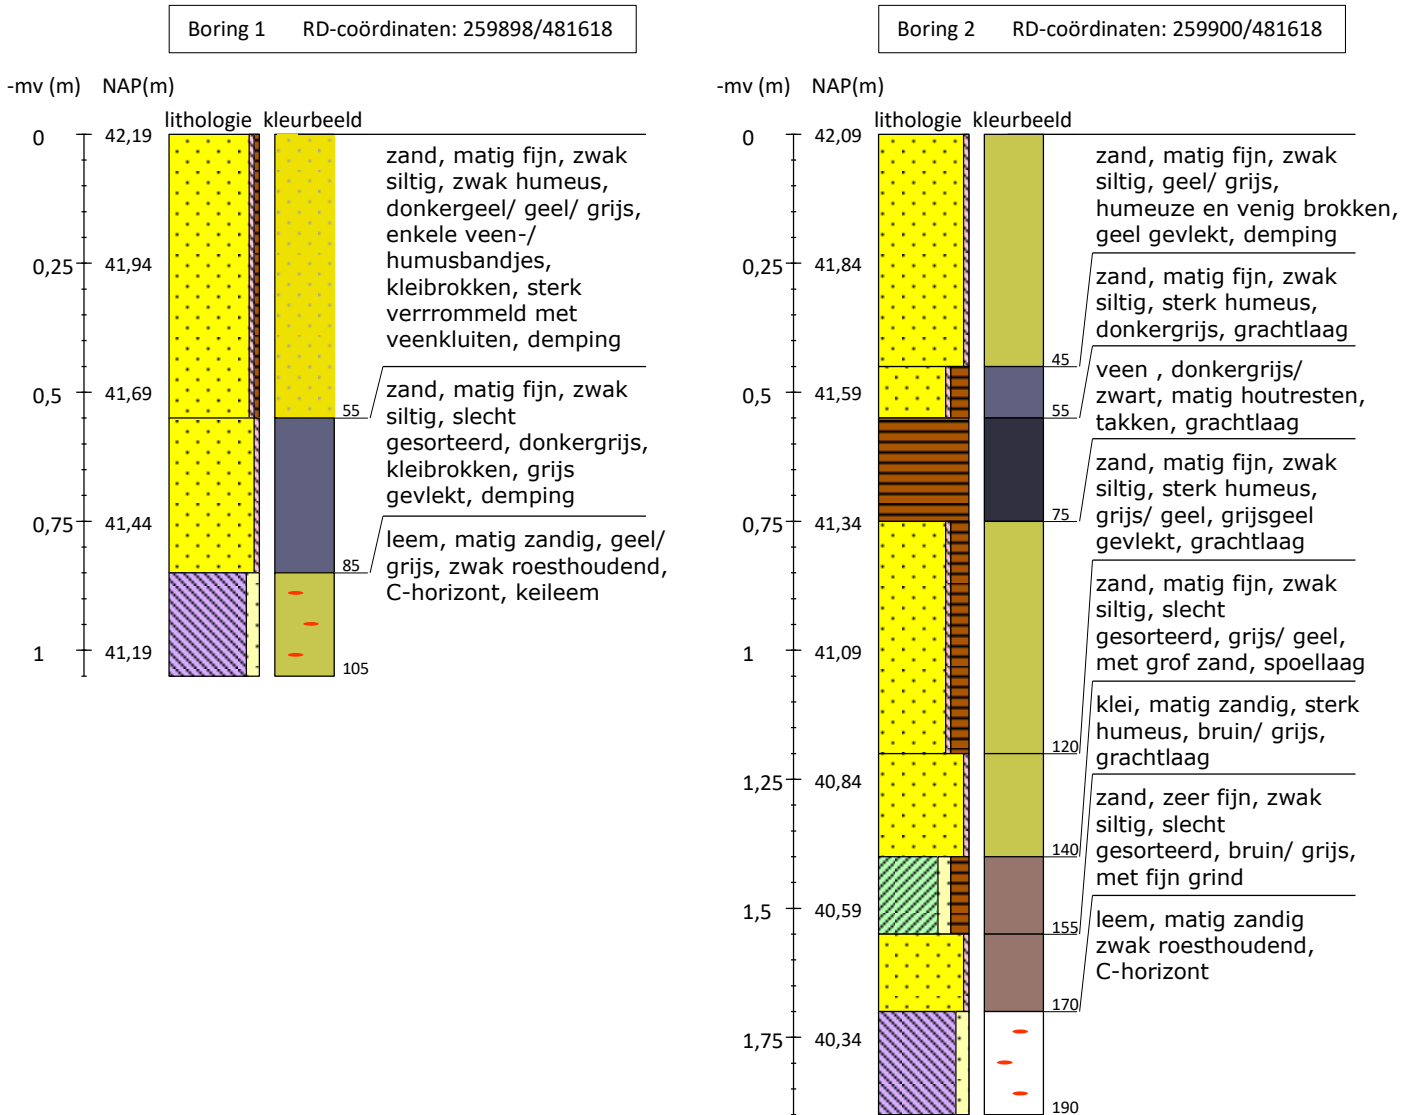 Boring 1 RD-coördinaten: 259898/481618
-mv (m) NAP(m)
lithologie kleurbeeld
0 42,19
0,25 41,94
0,5 41,69
0,75 41,44
1 41,19
55
85
105
zand, matig fijn, zwak
siltig, zwak humeus,
donkergeel/ geel/ grijs,
enkele veen-/
humusbandjes,
kleibrokken, sterk
verrrommeld met
veenkluiten, demping
zand, matig fijn, zwak
siltig, slecht
gesorteerd, donkergrijs,
kleibrokken, grijs
gevlekt, demping
leem, matig zandig, geel/
grijs, zwak roesthoudend,
C-horizont, keileem
Boring 2 RD-coördinaten: 259900/481618
-mv (m) NAP(m)
lithologie kleurbeeld
0 42,09
0,25 41,84
0,5 41,59
0,75 41,34
1 41,09
1,25 40,84
1,5 40,59
1,75 40,34
45
55
75
120
140
155
170
190
zand, matig fijn, zwak
siltig, geel/ grijs,
humeuze en venig brokken,
geel gevlekt, demping
zand, matig fijn, zwak
siltig, sterk humeus,
donkergrijs, grachtlaag
veen , donkergrijs/
zwart, matig houtresten,
takken, grachtlaag
zand, matig fijn, zwak
siltig, sterk humeus,
grijs/ geel, grijsgeel
gevlekt, grachtlaag
zand, matig fijn, zwak
siltig, slecht
gesorteerd, grijs/ geel,
met grof zand, spoellaag
klei, matig zandig, sterk
humeus, bruin/ grijs,
grachtlaag
zand, zeer fijn, zwak
siltig, slecht
gesorteerd, bruin/ grijs,
met fijn grind
leem, matig zandig
zwak roesthoudend,
C-horizont